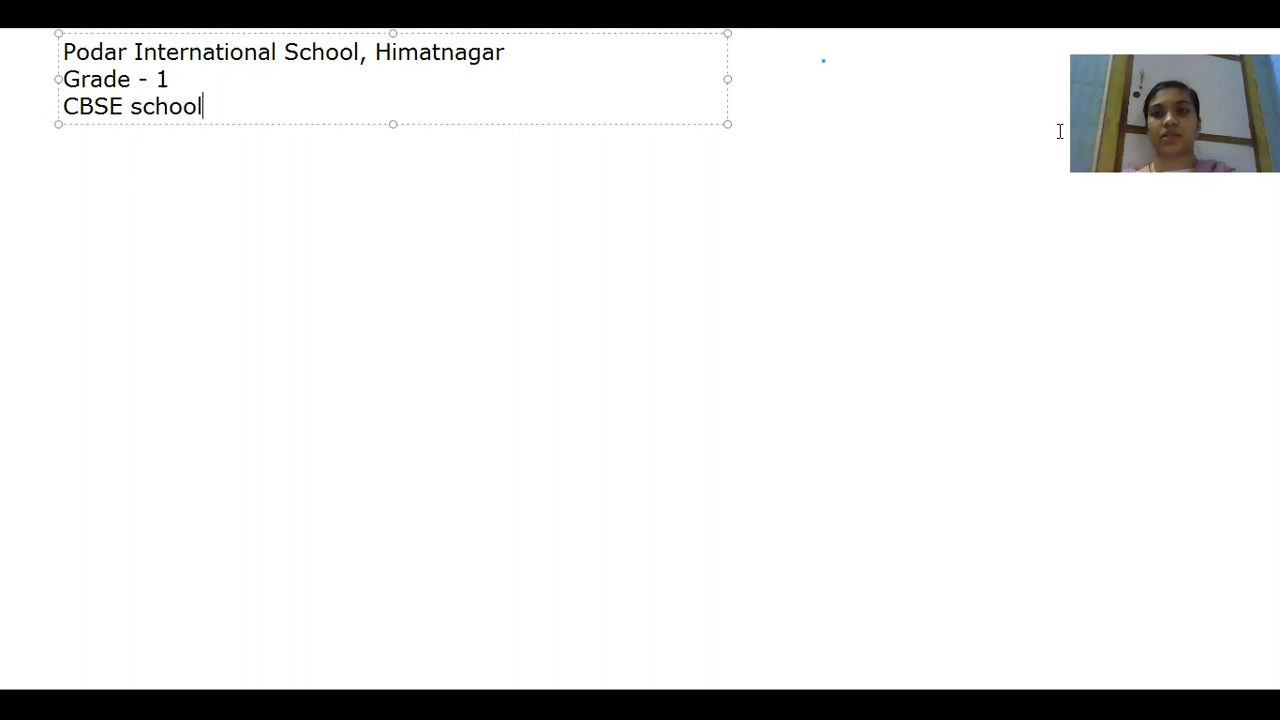 Podar International School, Himatnagar
Grade - 1
CBSE school